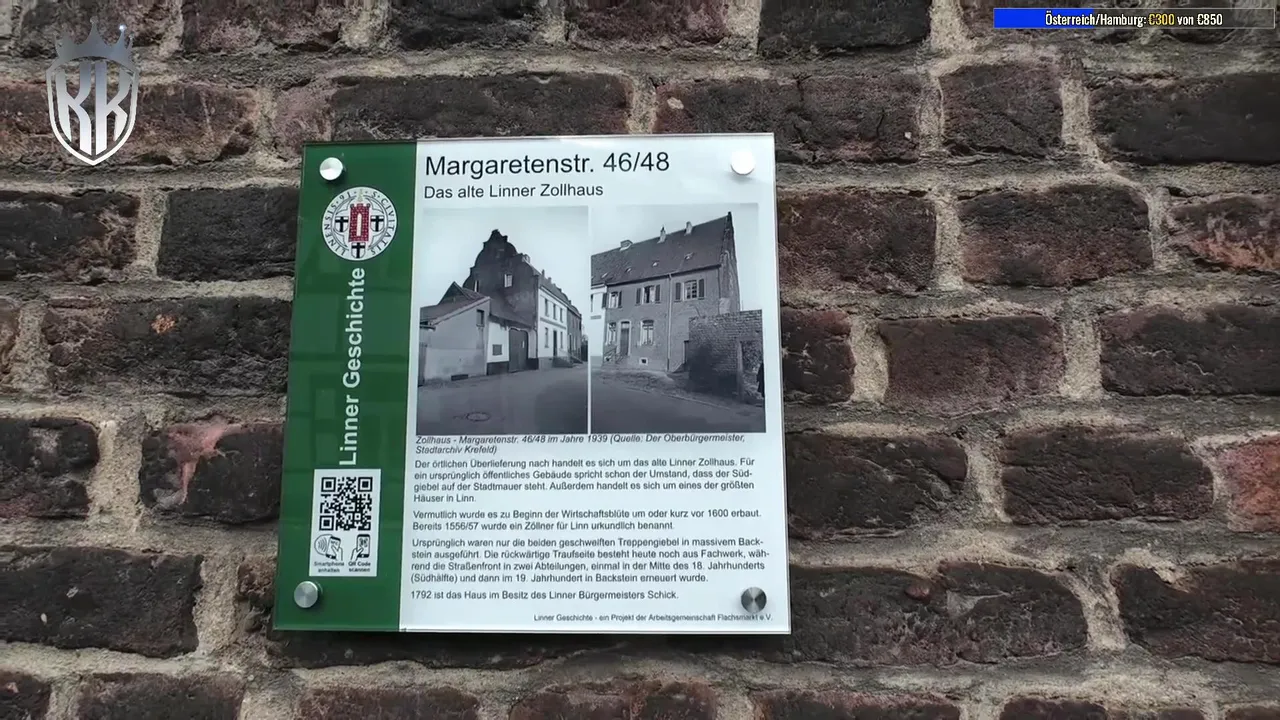 KK
Österreich/Hamburg: €300 von €850
Margaretenstr. 46/48
Das alte Linner Zollhaus
Linner Geschichte
Zollhaus - Margaretenstr. 46/48 im Jahre 1939 (Quelle: Der Oberbürgermeister,
Stadtarchiv Krefeld)
Der örtlichen Überlieferung nach handelt es sich um das alte Linner Zollhaus. Für
ein ursprünglich öffentliches Gebäude spricht schon der Umstand, dass der Süd-
giebel auf der Stadtmauer steht. Außerdem handelt es sich um eines der größten
Häuser in Linn.
Vermutlich wurde es zu Beginn der Wirtschaftsblüte um oder kurz vor 1600 erbaut.
Bereits 1556/57 wurde ein Zöllner für Linn urkundlich benannt.
Ursprünglich waren nur die beiden geschweiften Treppengiebel in massivem Back-
stein ausgeführt. Die rückwärtige Traufseite besteht heute noch aus Fachwerk, wäh-
rend die Straßenfront in zwei Abteilungen, einmal in der Mitte des 18. Jahrhunderts
(Südhälfte) und dann im 19. Jahrhundert in Backstein erneuert wurde.
1792 ist das Haus im Besitz des Linner Bürgermeisters Schick.
Linner Geschichte - ein Projekt der Arbeitsgemeinschaft Flachsmarkt e.V.
Smartphone
QR Code
scannen